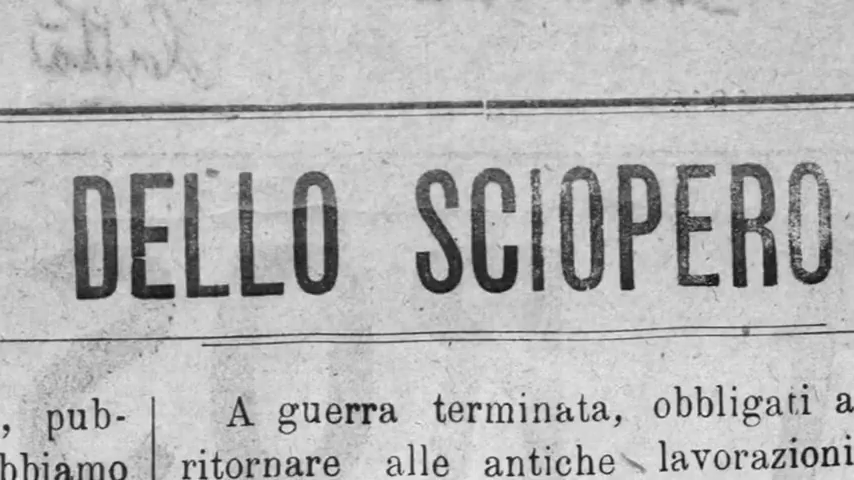 DELLO SCIOPERO
, pub-
bbiamo
A guerra terminata, obbligati a
ritornare alle antiche lavorazioni